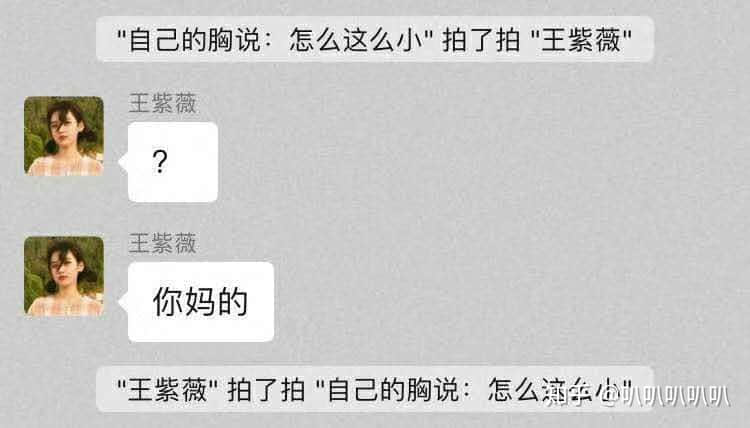 "自己的胸说：怎么这么小" 拍了拍 "王紫薇"
王紫薇
？
王紫薇
你妈的
"王紫薇" 拍了拍 "自己的胸说：怎么这么小"
知乎 @叭叭叭叭叭